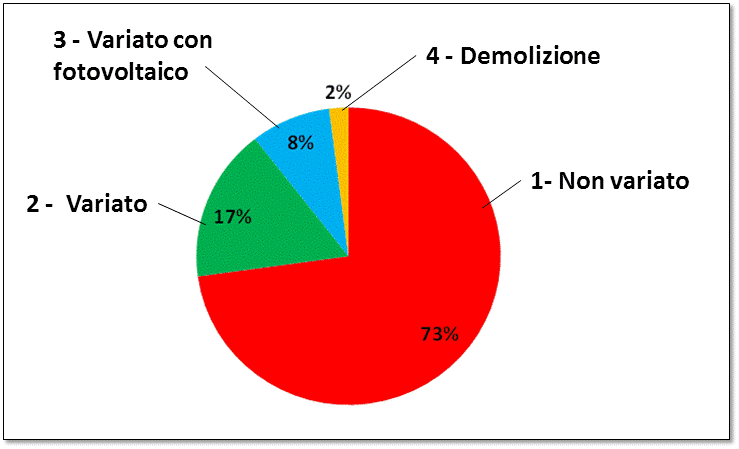 3 - Variato con
fotovoltaico
4 - Demolizione
2%
8%
1- Non variato
2 -  Variato
17%
73%